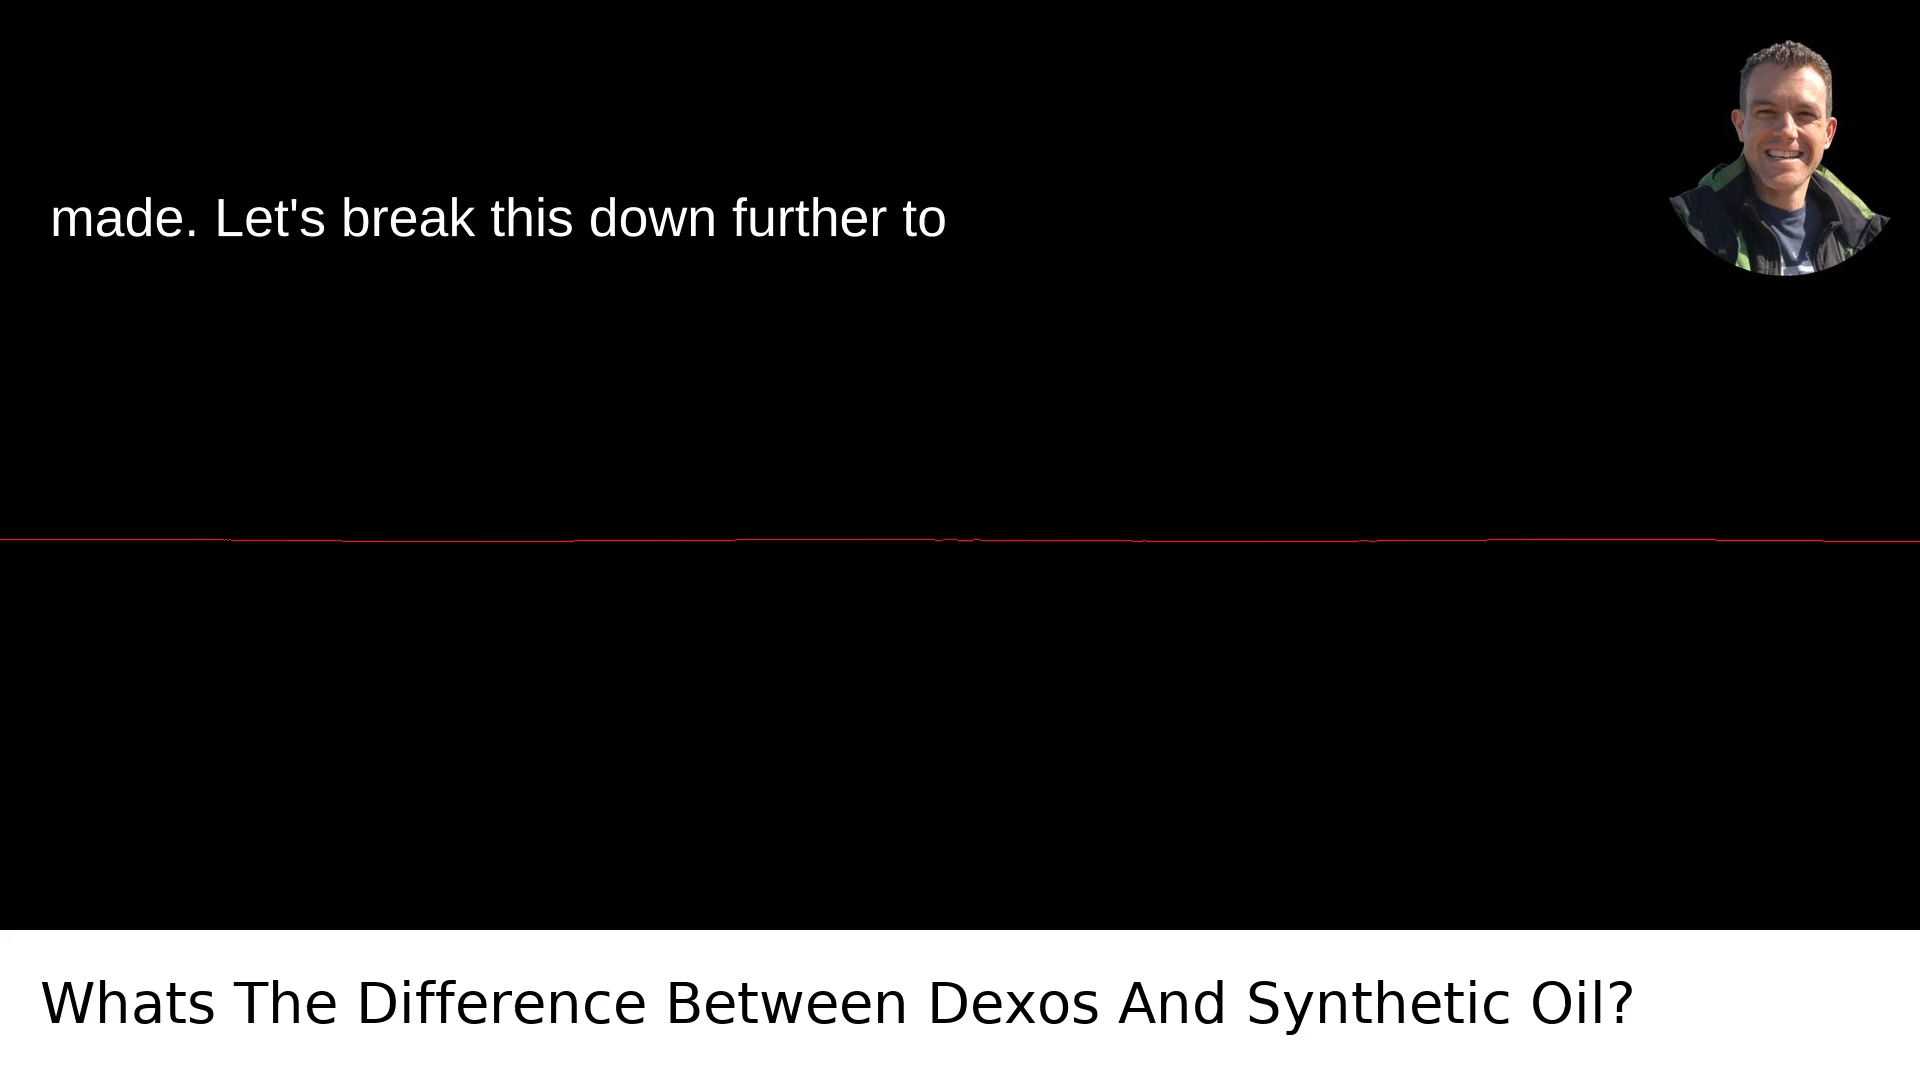 made. Let's break this down further to
Whats The Difference Between Dexos And Synthetic Oil?